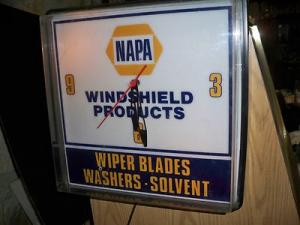 NAPA
9 3
WINDSHIELD
PRODUCTS
6
WIPER BLADES
WASHERS · SOLVENT